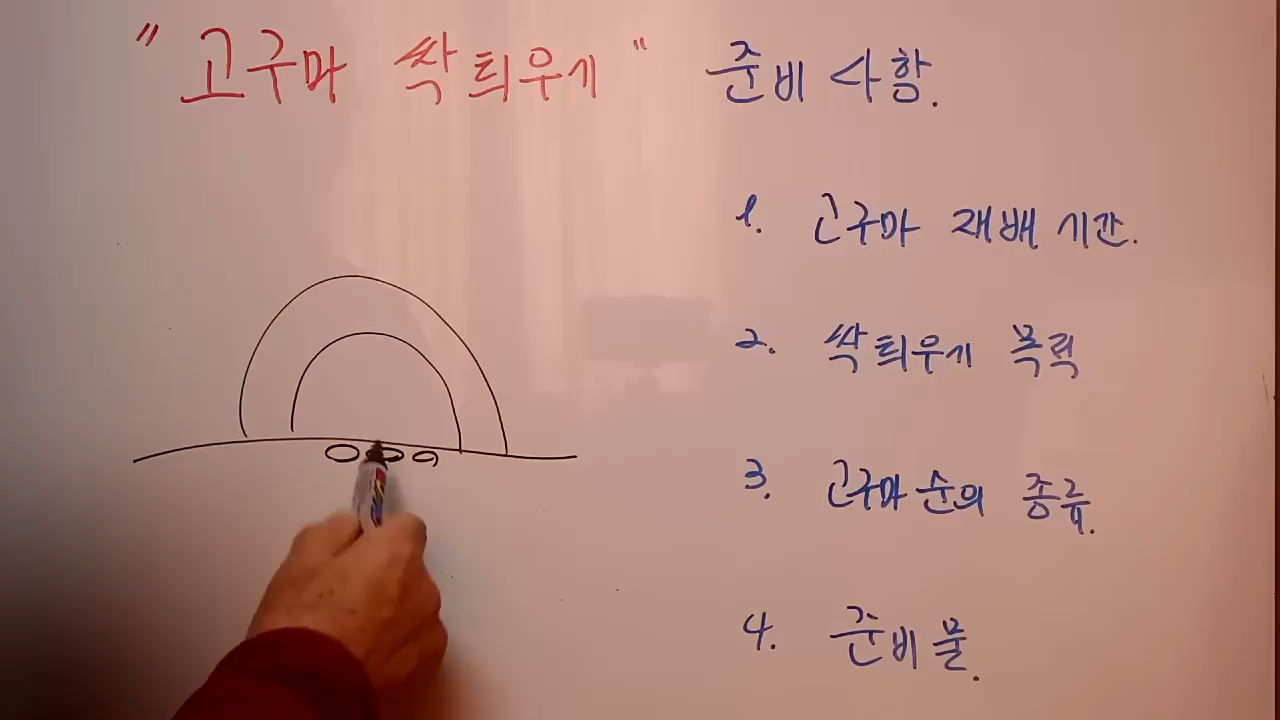 "고구마 싹 틔우기" 준비 사항.
1. 고구마 재배 기간.
2. 싹틔우기 목적
3. 고구마 순의 종류.
4. 준비물.